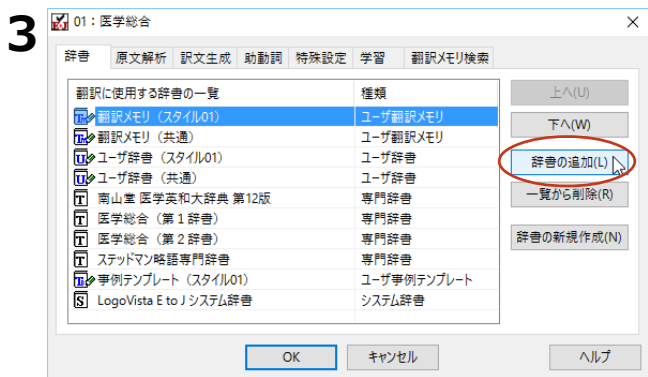 3
01：医学総合
辞書 原文解析 訳文生成 助動詞 特殊設定 学習 翻訳メモリ検索
翻訳に使用する辞書の一覧 種類
翻訳メモリ（スタイル01） ユーザ翻訳メモリ
翻訳メモリ（共通） ユーザ翻訳メモリ
ユーザ辞書（スタイル01） ユーザ辞書
ユーザ辞書（共通） ユーザ辞書
T 南山堂 医学英和大辞典 第12版 専門辞書
T 医学総合（第１辞書） 専門辞書
T 医学総合（第２辞書） 専門辞書
T ステッドマン略語専門辞書 専門辞書
事例テンプレート（スタイル01） ユーザ事例テンプレート
S LogoVista E to J システム辞書 システム辞書
上へ(U)
下へ(W)
辞書の追加(L)
一覧から削除(R)
辞書の新規作成(N)
OK キャンセル ヘルプ